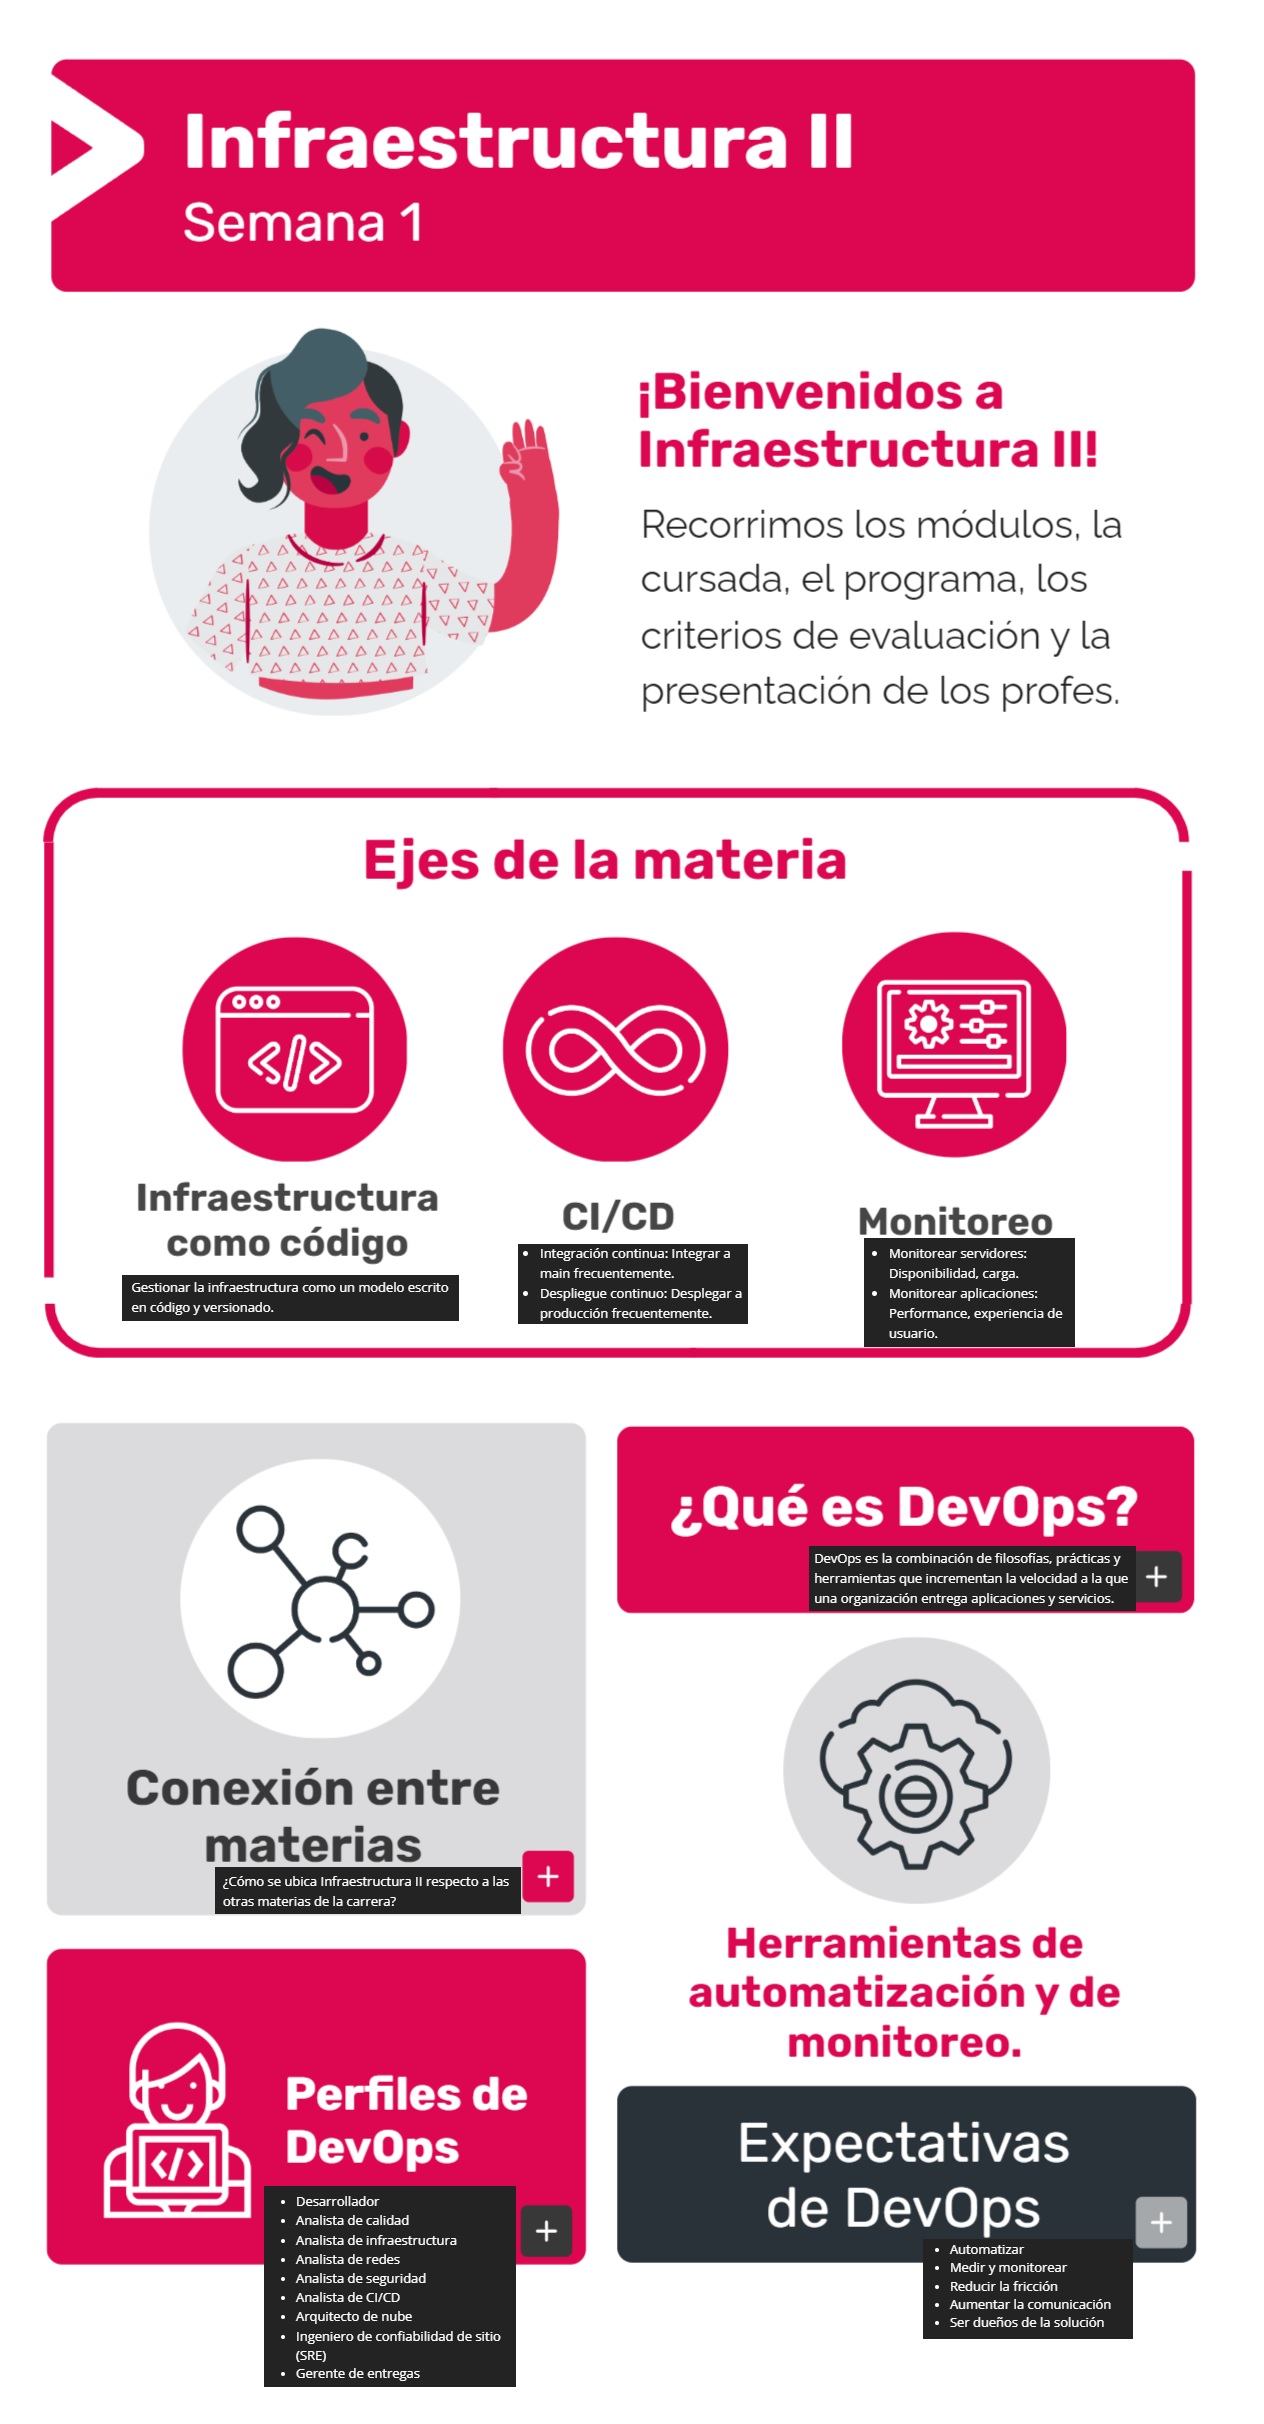 Infraestructura II
Semana 1
¡Bienvenidos a
Infraestructura II!
Recorrimos los módulos, la
cursada, el programa, los
criterios de evaluación y la
presentación de los profes.
Ejes de la materia
Infraestructura
como código
Gestionar la infraestructura como un modelo escrito
en código y versionado.
CI/CD
• Integración continua: Integrar a
main frecuentemente.
• Despliegue continuo: Desplegar a
producción frecuentemente.
Monitoreo
• Monitorear servidores:
Disponibilidad, carga.
• Monitorear aplicaciones:
Performance, experiencia de
usuario.
Conexión entre
materias
+
¿Cómo se ubica Infraestructura II respecto a las
otras materias de la carrera?
¿Qué es DevOps?
DevOps es la combinación de filosofías, prácticas y
herramientas que incrementan la velocidad a la que
una organización entrega aplicaciones y servicios.
+
Herramientas de
automatización y de
monitoreo.
Perfiles de
DevOps
+
• Desarrollador
• Analista de calidad
• Analista de infraestructura
• Analista de redes
• Analista de seguridad
• Analista de CI/CD
• Arquitecto de nube
• Ingeniero de confiabilidad de sitio
(SRE)
• Gerente de entregas
Expectativas
de DevOps
+
• Automatizar
• Medir y monitorear
• Reducir la fricción
• Aumentar la comunicación
• Ser dueños de la solución